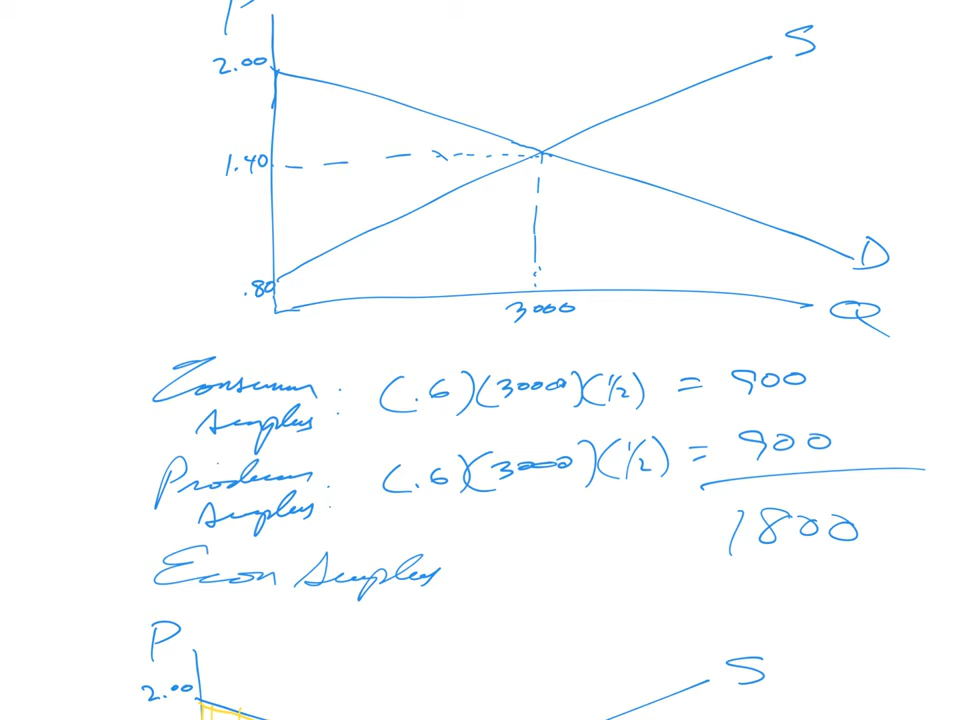 P
2.00
S
1.40
.80
D
3000
Q
Consumer : (.6)(3000)(1/2) = 900
Surplus
Producer : (.6)(3000)(1/2) = 900
Surplus
1800
Econ Surplus
P
S
2.00